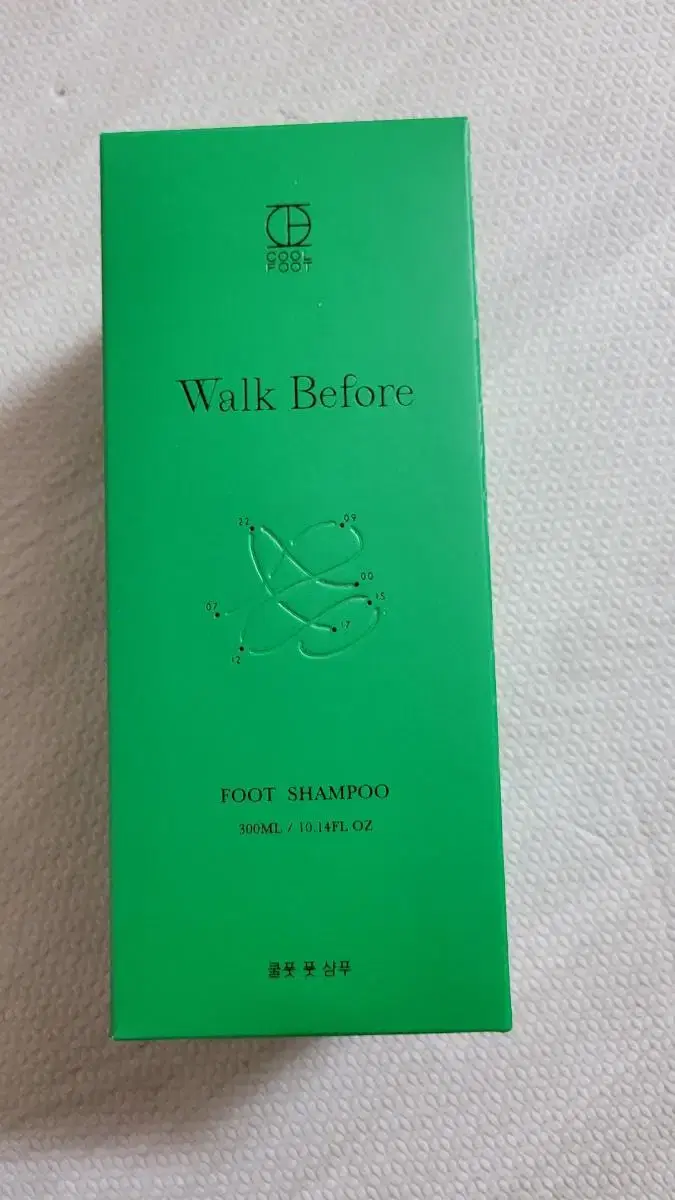 COOL
FOOT
Walk Before
22
09
00
15
07
17
12
FOOT SHAMPOO
300ML / 10.14FL OZ
쿨풋 풋 샴푸